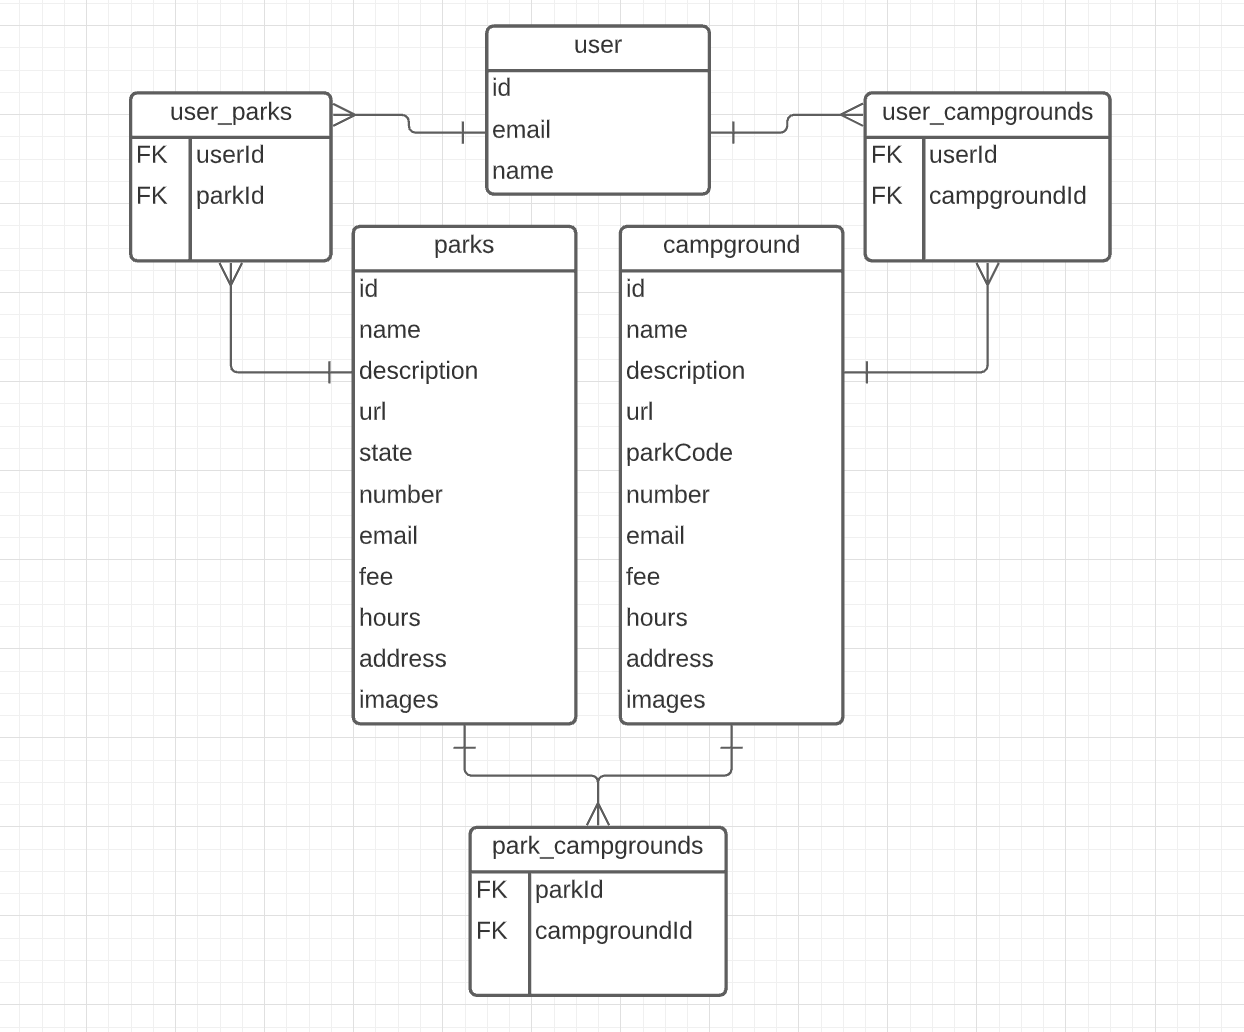 user
id
email
name
user_parks
FK userId
FK parkId
user_campgrounds
FK userId
FK campgroundId
parks
id
name
description
url
state
number
email
fee
hours
address
images
campground
id
name
description
url
parkCode
number
email
fee
hours
address
images
park_campgrounds
FK parkId
FK campgroundId